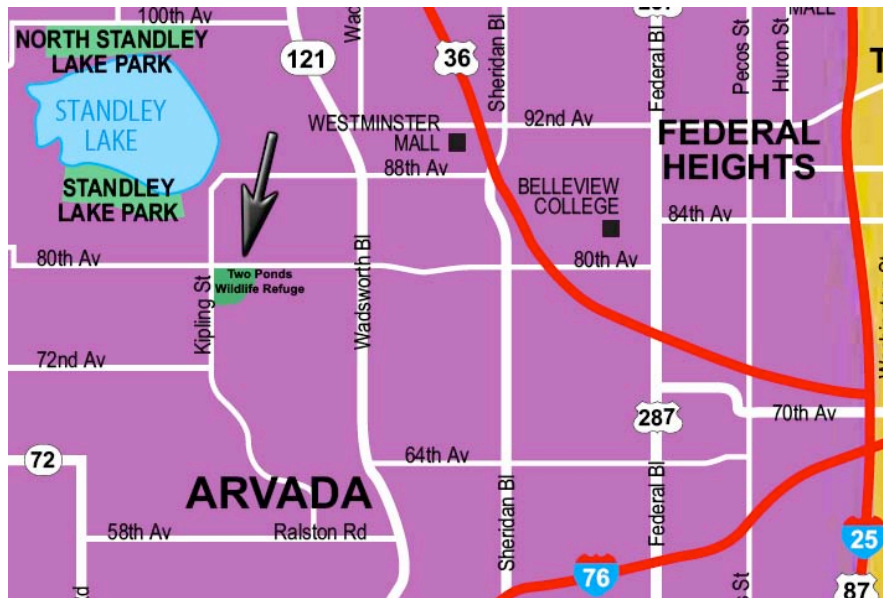 100th Av
NORTH STANDLEY
LAKE PARK
STANDLEY
LAKE
STANDLEY
LAKE PARK
121
36
Sheridan Bl
Federal Bl
Pecos St
Huron St
MALL
WESTMINSTER
MALL
92nd Av
FEDERAL
HEIGHTS
88th Av
BELLEVIEW
COLLEGE
84th Av
80th Av
Two Ponds
Wildlife Refuge
80th Av
Kipling St
Wadsworth Bl
72nd Av
287
70th Av
72
64th Av
ARVADA
58th Av
Ralston Rd
Sheridan Bl
Federal Bl
76
25
87